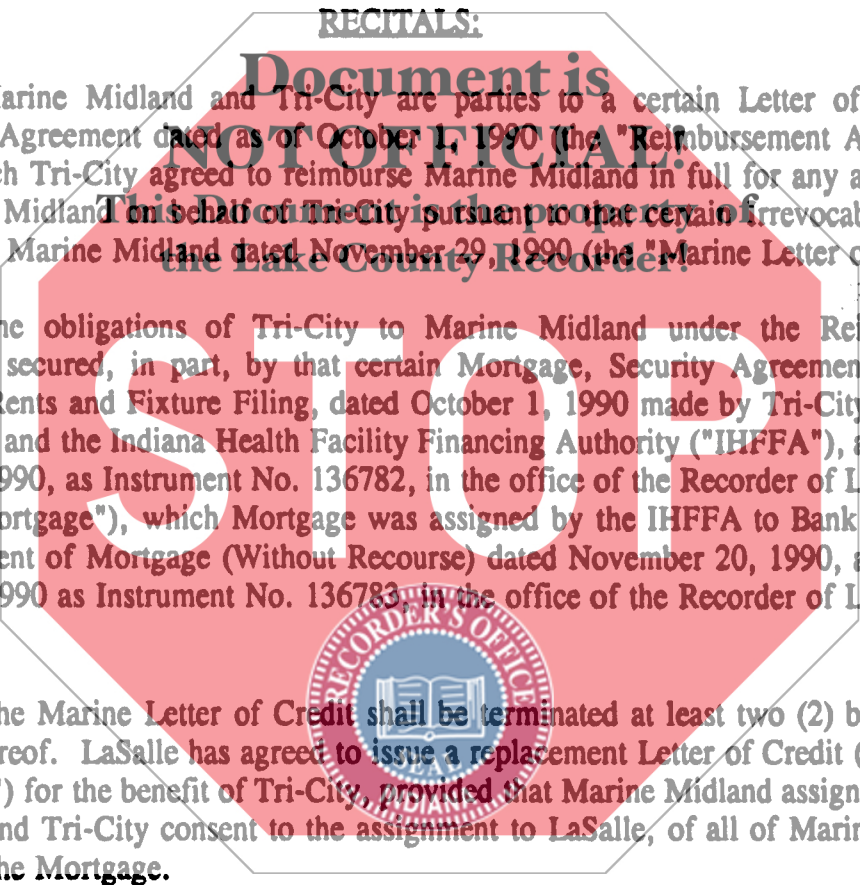 RECITALS:
Document is
arine Midland and Tri-City are parties to a certain Letter of
Agreement dated as of October 1, 1990 (the "Reimbursement A
NOT OFFICIAL!
h Tri-City agreed to reimburse Marine Midland in full for any a
This Document is the property of
Midland on behalf of Tri-City pursuant to that certain Irrevocal
the Lake County Recorder!
Marine Midland dated November 29, 1990 (the "Marine Letter o
ne obligations of Tri-City to Marine Midland under the Rei
secured, in part, by that certain Mortgage, Security Agreemen
Rents and Fixture Filing, dated October 1, 1990 made by Tri-City
and the Indiana Health Facility Financing Authority ("IHFFA"), a
990, as Instrument No. 136782, in the office of the Recorder of L
ortgage"), which Mortgage was assigned by the IHFFA to Bank
ent of Mortgage (Without Recourse) dated November 20, 1990, a
990 as Instrument No. 136783, in the office of the Recorder of L
STOP
RECORDER'S OFFICE
he Marine Letter of Credit shall be terminated at least two (2) b
reof. LaSalle has agreed to issue a replacement Letter of Credit (
SEAL
") for the benefit of Tri-City, provided that Marine Midland assign
INDIANA
nd Tri-City consent to the assignment to LaSalle, of all of Marin
he Mortgage.